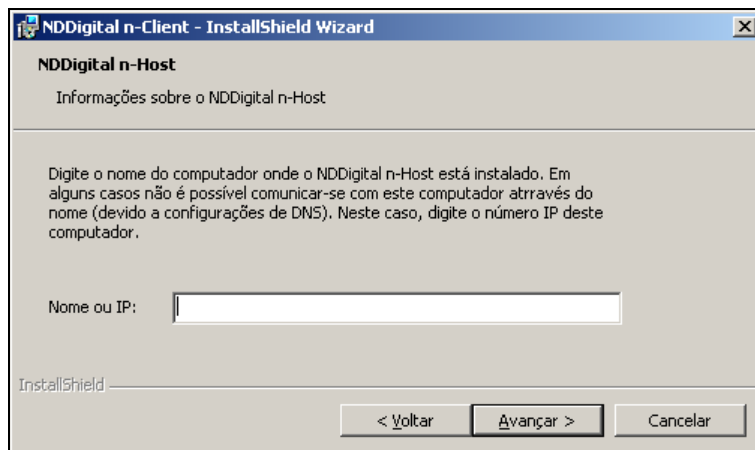 NDDigital n-Client - InstallShield Wizard
NDDigital n-Host
Informações sobre o NDDigital n-Host
Digite o nome do computador onde o NDDigital n-Host está instalado. Em
alguns casos não é possível comunicar-se com este computador atrravés do
nome (devido a configurações de DNS). Neste caso, digite o número IP deste
computador.
Nome ou IP:
InstallShield
< Voltar Avançar > Cancelar